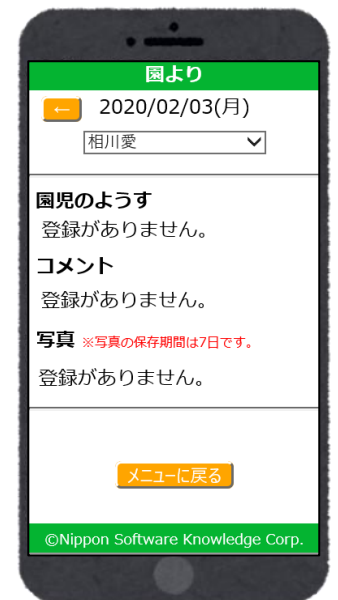 園より
← 2020/02/03(月)
相川愛
園児のようす
登録がありません。
コメント
登録がありません。
写真 ※写真の保存期間は7日です。
登録がありません。
メニューに戻る
©Nippon Software Knowledge Corp.